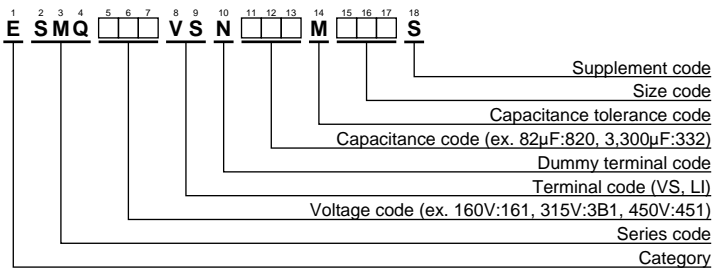 1 2 3 4 5 6 7 8 9 10 11 12 13 14 15 16 17 18
E SMQ □□□ VS N □□□ M □□□ S
Supplement code
Size code
Capacitance tolerance code
Capacitance code (ex. 82μF:820, 3,300μF:332)
Dummy terminal code
Terminal code (VS, LI)
Voltage code (ex. 160V:161, 315V:3B1, 450V:451)
Series code
Category